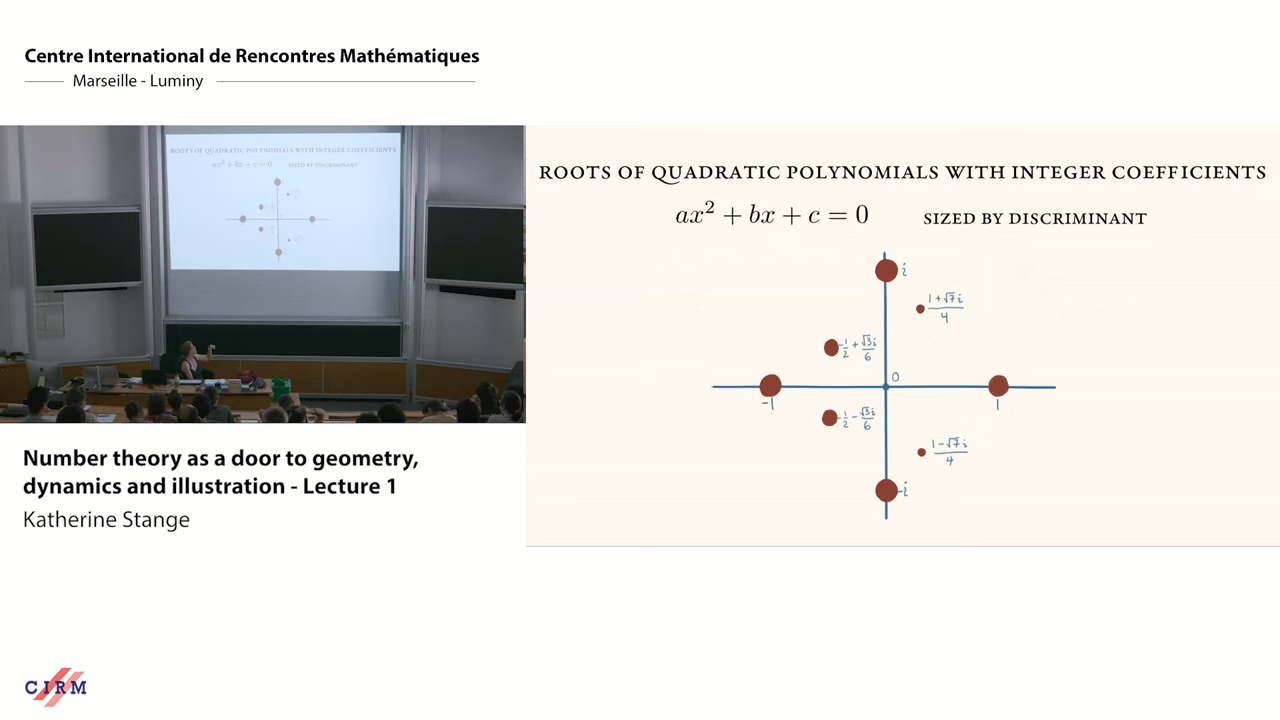 Centre International de Rencontres Mathématiques
Marseille - Luminy
ROOTS OF QUADRATIC POLYNOMIALS WITH INTEGER COEFFICIENTS
ax² + bx + c = 0 SIZED BY DISCRIMINANT
i
1+√7i
4
-1/2 + √3i/6
0
-1
1
-1/2 - √3i/6
1-√7i
4
-i
Number theory as a door to geometry,
dynamics and illustration - Lecture 1
Katherine Stange
CIRM